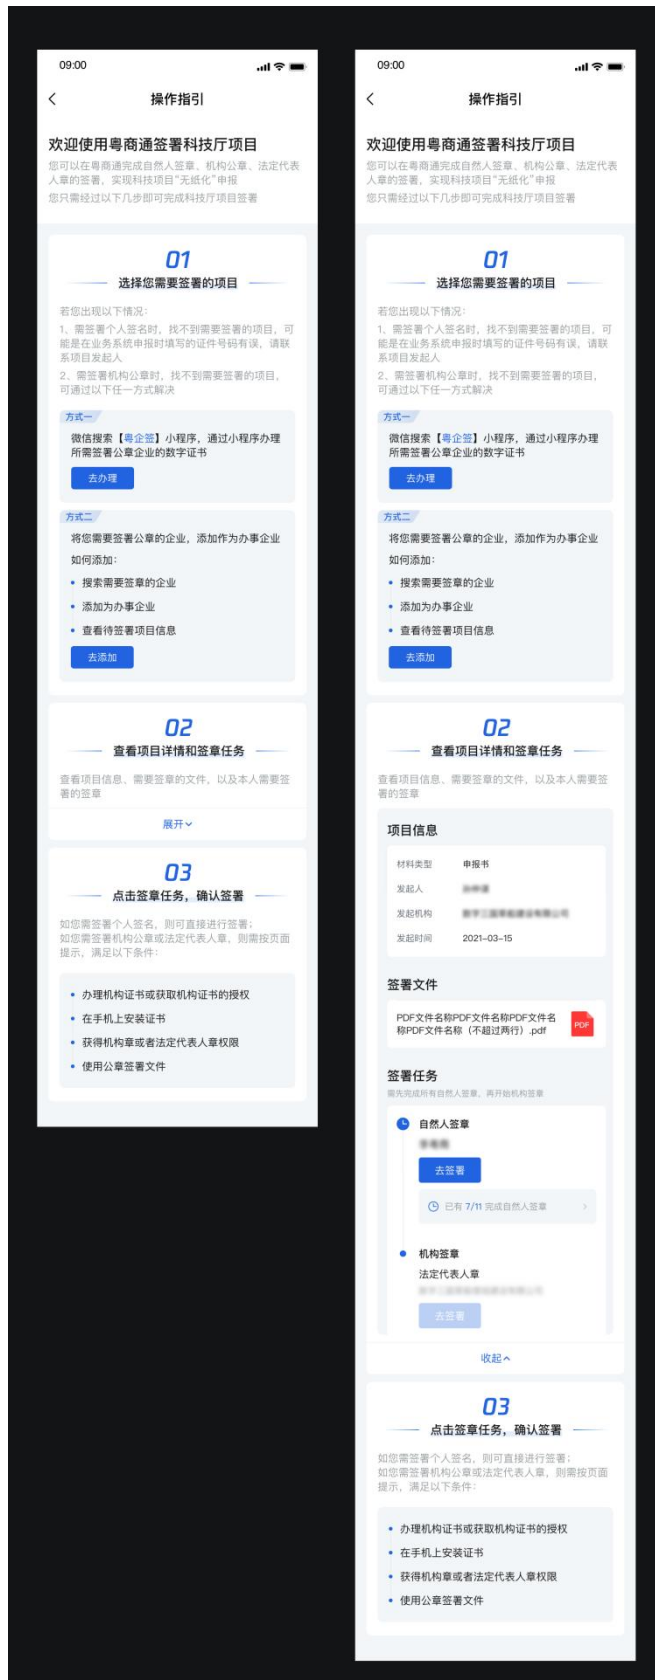 09:00
操作指引
欢迎使用粤商通签署科技厅项目
您可以在粤商通完成自然人签章、机构公章、法定代表
人章的签署，实现科技项目“无纸化”申报
您只需经过以下几步即可完成科技厅项目签署
01
选择您需要签署的项目
若您出现以下情况：
1、需签署个人签名时，找不到需要签署的项目，可
能是在业务系统申报时填写的证件号码有误，请联
系项目发起人
2、需签署机构公章时，找不到需要签署的项目，
可通过以下任一方式解决
方式一
微信搜索【粤企签】小程序，通过小程序办理
所需签署公章企业的数字证书
去办理
方式二
将您需要签署公章的企业，添加作为办事企业
如何添加：
搜索需要签章的企业
添加为办事企业
查看待签署项目信息
去添加
02
查看项目详情和签章任务
查看项目信息、需要签章的文件，以及本人需要签
署的签章
展开
03
点击签章任务，确认签署
如您需签署个人签名，则可直接进行签署；
如您需签署机构公章或法定代表人章，则需按页面
提示，满足以下条件：
办理机构证书或获取机构证书的授权
在手机上安装证书
获得机构章或者法定代表人章权限
使用公章签署文件
09:00
操作指引
欢迎使用粤商通签署科技厅项目
您可以在粤商通完成自然人签章、机构公章、法定代表
人章的签署，实现科技项目“无纸化”申报
您只需经过以下几步即可完成科技厅项目签署
01
选择您需要签署的项目
若您出现以下情况：
1、需签署个人签名时，找不到需要签署的项目，可
能是在业务系统申报时填写的证件号码有误，请联
系项目发起人
2、需签署机构公章时，找不到需要签署的项目，
可通过以下任一方式解决
方式一
微信搜索【粤企签】小程序，通过小程序办理
所需签署公章企业的数字证书
去办理
方式二
将您需要签署公章的企业，添加作为办事企业
如何添加：
搜索需要签章的企业
添加为办事企业
查看待签署项目信息
去添加
02
查看项目详情和签章任务
查看项目信息、需要签章的文件，以及本人需要签
署的签章
项目信息
材料类型 申报书
发起人
发起机构
发起时间 2021-03-15
签署文件
PDF文件名称PDF文件名称PDF文件名
称PDF文件名称（不超过两行）.pdf
PDF
签署任务
需先完成所有自然人签章，再开始机构签章
自然人签章
去签署
已有 7/11 完成自然人签章
机构签章
法定代表人章
去签署
收起
03
点击签章任务，确认签署
如您需签署个人签名，则可直接进行签署；
如您需签署机构公章或法定代表人章，则需按页面
提示，满足以下条件：
办理机构证书或获取机构证书的授权
在手机上安装证书
获得机构章或者法定代表人章权限
使用公章签署文件